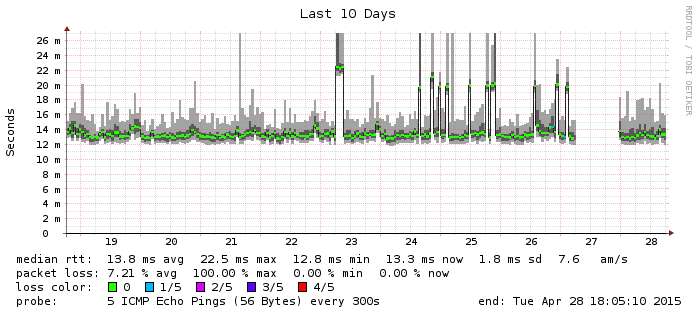 Last 10 Days
RRDTOOL / TOBI OETIKER
Seconds
26 m
24 m
22 m
20 m
18 m
16 m
14 m
12 m
10 m
8 m
6 m
4 m
2 m
0
19 20 21 22 23 24 25 26 27 28
median rtt: 13.8 ms avg 22.5 ms max 12.8 ms min 13.3 ms now 1.8 ms sd 7.6 am/s
packet loss: 7.21 % avg 100.00 % max 0.00 % min 0.00 % now
loss color: 0 1/5 2/5 3/5 4/5
probe: 5 ICMP Echo Pings (56 Bytes) every 300s end: Tue Apr 28 18:05:10 2015